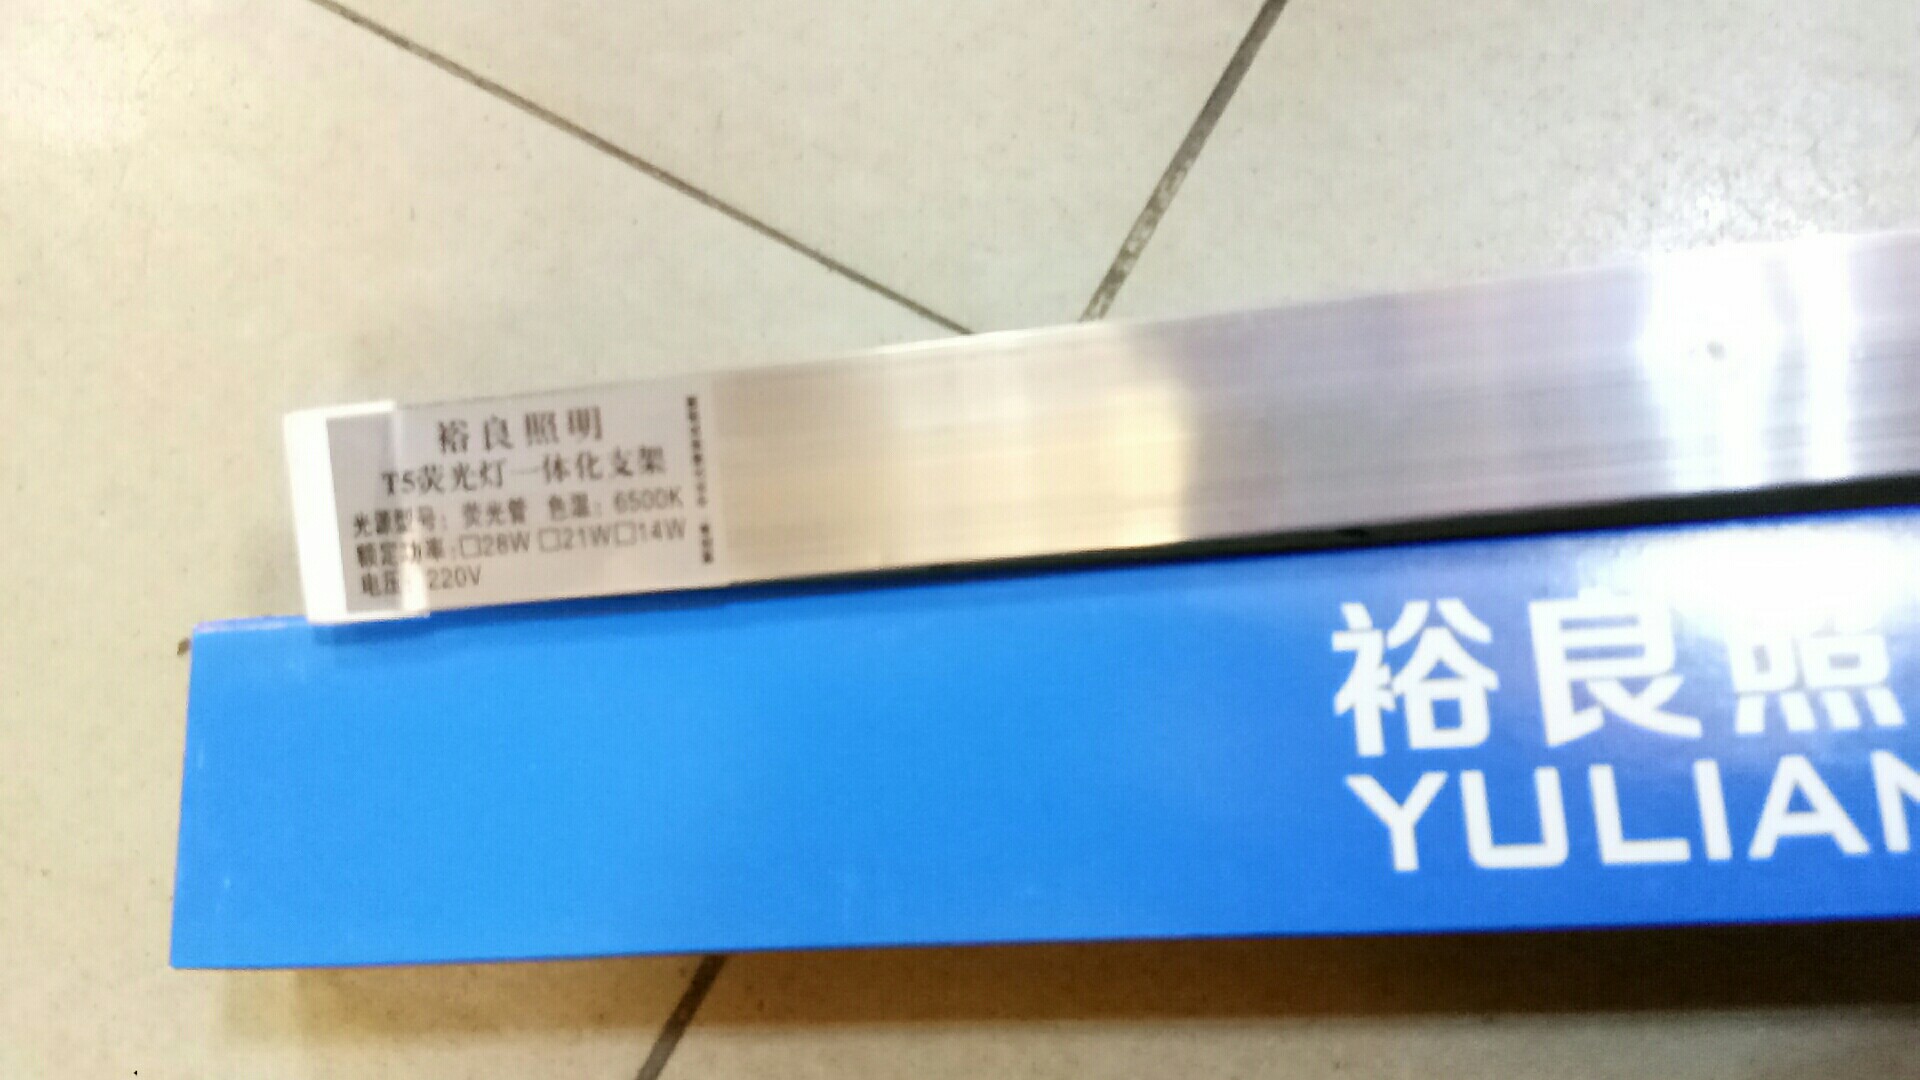 裕良照明
T5荧光灯一体化支架
光源型号：荧光管 色温：6500K
额定功率：□28W □21W□14W
电压 220V
裕良照
YULIAN